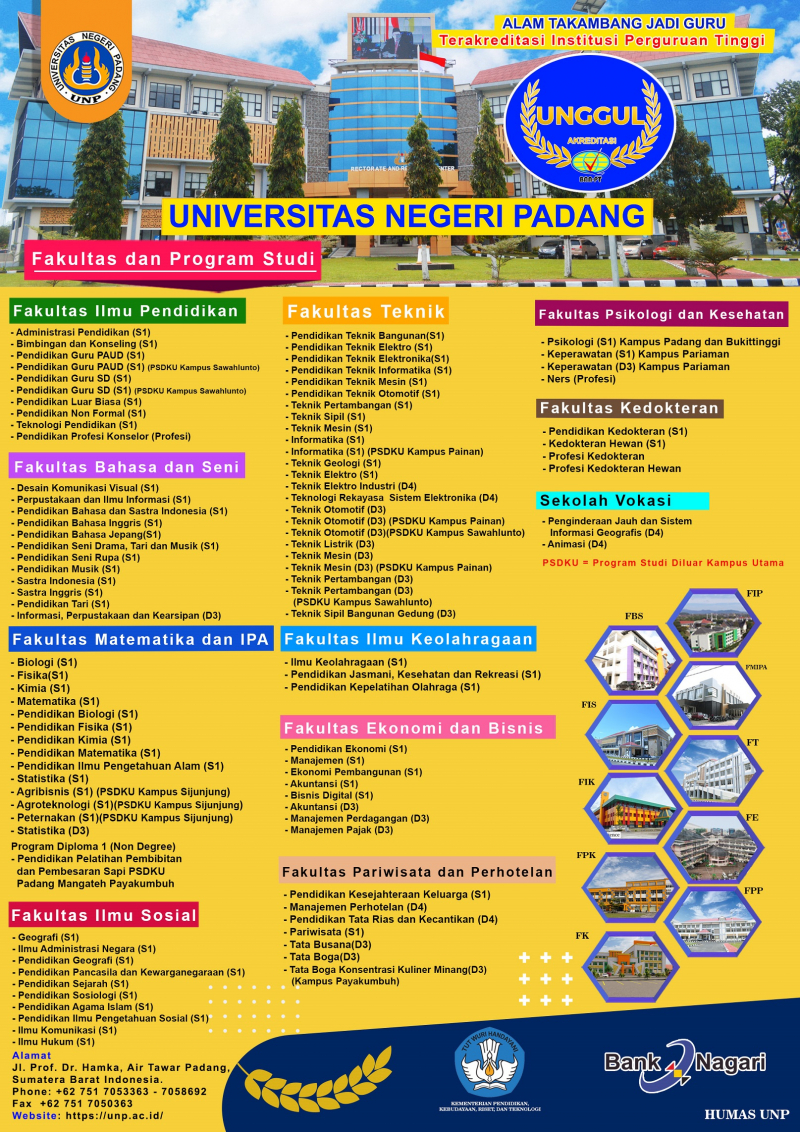 UNIVERSITAS NEGERI PADANG
UNP
ALAM TAKAMBANG JADI GURU
Terakreditasi Institusi Perguruan Tinggi
UNGGUL
AKREDITASI
BAN-PT
RECTORATE AND RE
UNIVERSITAS NEGERI PADANG
Fakultas dan Program Studi
Fakultas Ilmu Pendidikan
- Administrasi Pendidikan (S1)
- Bimbingan dan Konseling (S1)
- Pendidikan Guru PAUD (S1)
- Pendidikan Guru PAUD (S1) (PSDKU Kampus Sawahlunto)
- Pendidikan Guru SD (S1)
- Pendidikan Guru SD (S1) (PSDKU Kampus Sawahlunto)
- Pendidikan Luar Biasa (S1)
- Pendidikan Non Formal (S1)
- Teknologi Pendidikan (S1)
- Pendidikan Profesi Konselor (Profesi)
Fakultas Bahasa dan Seni
- Desain Komunikasi Visual (S1)
- Perpustakaan dan Ilmu Informasi (S1)
- Pendidikan Bahasa dan Sastra Indonesia (S1)
- Pendidikan Bahasa Inggris (S1)
- Pendidikan Bahasa Jepang(S1)
- Pendidikan Seni Drama, Tari dan Musik (S1)
- Pendidikan Seni Rupa (S1)
- Pendidikan Musik (S1)
- Sastra Indonesia (S1)
- Sastra Inggris (S1)
- Pendidikan Tari (S1)
- Informasi, Perpustakaan dan Kearsipan (D3)
Fakultas Matematika dan IPA
- Biologi (S1)
- Fisika(S1)
- Kimia (S1)
- Matematika (S1)
- Pendidikan Biologi (S1)
- Pendidikan Fisika (S1)
- Pendidikan Kimia (S1)
- Pendidikan Matematika (S1)
- Pendidikan Ilmu Pengetahuan Alam (S1)
- Statistika (S1)
- Agribisnis (S1) (PSDKU Kampus Sijunjung)
- Agroteknologi (S1)(PSDKU Kampus Sijunjung)
- Peternakan (S1)(PSDKU Kampus Sijunjung)
- Statistika (D3)
Program Diploma 1 (Non Degree)
- Pendidikan Pelatihan Pembibitan
dan Pembesaran Sapi PSDKU
Padang Mangateh Payakumbuh
Fakultas Ilmu Sosial
- Geografi (S1)
- Ilmu Administrasi Negara (S1)
- Pendidikan Geografi (S1)
- Pendidikan Pancasila dan Kewarganegaraan (S1)
- Pendidikan Sejarah (S1)
- Pendidikan Sosiologi (S1)
- Pendidikan Agama Islam (S1)
- Pendidikan Ilmu Pengetahuan Sosial (S1)
- Ilmu Komunikasi (S1)
- Ilmu Hukum (S1)
Alamat
Jl. Prof. Dr. Hamka, Air Tawar Padang,
Sumatera Barat Indonesia.
Phone: +62 751 7053363 - 7058692
Fax +62 751 7050363
Website: https://unp.ac.id/
Fakultas Teknik
- Pendidikan Teknik Bangunan(S1)
- Pendidikan Teknik Elektro (S1)
- Pendidikan Teknik Elektronika(S1)
- Pendidikan Teknik Informatika (S1)
- Pendidikan Teknik Mesin (S1)
- Pendidikan Teknik Otomotif (S1)
- Teknik Pertambangan (S1)
- Teknik Sipil (S1)
- Teknik Mesin (S1)
- Informatika (S1)
- Informatika (S1) (PSDKU Kampus Painan)
- Teknik Geologi (S1)
- Teknik Elektro (S1)
- Teknik Elektro Industri (D4)
- Teknologi Rekayasa Sistem Elektronika (D4)
- Teknik Otomotif (D3)
- Teknik Otomotif (D3) (PSDKU Kampus Painan)
- Teknik Otomotif (D3)(PSDKU Kampus Sawahlunto)
- Teknik Listrik (D3)
- Teknik Mesin (D3)
- Teknik Mesin (D3) (PSDKU Kampus Painan)
- Teknik Pertambangan (D3)
- Teknik Pertambangan (D3)
(PSDKU Kampus Sawahlunto)
- Teknik Sipil Bangunan Gedung (D3)
Fakultas Ilmu Keolahragaan
- Ilmu Keolahragaan (S1)
- Pendidikan Jasmani, Kesehatan dan Rekreasi (S1)
- Pendidikan Kepelatihan Olahraga (S1)
Fakultas Ekonomi dan Bisnis
- Pendidikan Ekonomi (S1)
- Manajemen (S1)
- Ekonomi Pembangunan (S1)
- Akuntansi (S1)
- Bisnis Digital (S1)
- Akuntansi (D3)
- Manajemen Perdagangan (D3)
- Manajemen Pajak (D3)
Fakultas Pariwisata dan Perhotelan
- Pendidikan Kesejahteraan Keluarga (S1)
- Manajemen Perhotelan (D4)
- Pendidikan Tata Rias dan Kecantikan (D4)
- Pariwisata (S1)
- Tata Busana(D3)
- Tata Boga(D3)
- Tata Boga Konsentrasi Kuliner Minang(D3)
(Kampus Payakumbuh)
Fakultas Psikologi dan Kesehatan
- Psikologi (S1) Kampus Padang dan Bukittinggi
- Keperawatan (S1) Kampus Pariaman
- Keperawatan (D3) Kampus Pariaman
- Ners (Profesi)
Fakultas Kedokteran
- Pendidikan Kedokteran (S1)
- Kedokteran Hewan (S1)
- Profesi Kedokteran
- Profesi Kedokteran Hewan
Sekolah Vokasi
- Penginderaan Jauh dan Sistem
Informasi Geografis (D4)
- Animasi (D4)
PSDKU = Program Studi Diluar Kampus Utama
FIP
FBS
FMIPA
FIS
FT
FIK
FE
FPK
FPP
FK
TUT WURI HANDAYANI
KEMENTERIAN PENDIDIKAN,
KEBUDAYAAN, RISET, DAN TEKNOLOGI
Bank Nagari
HUMAS UNP